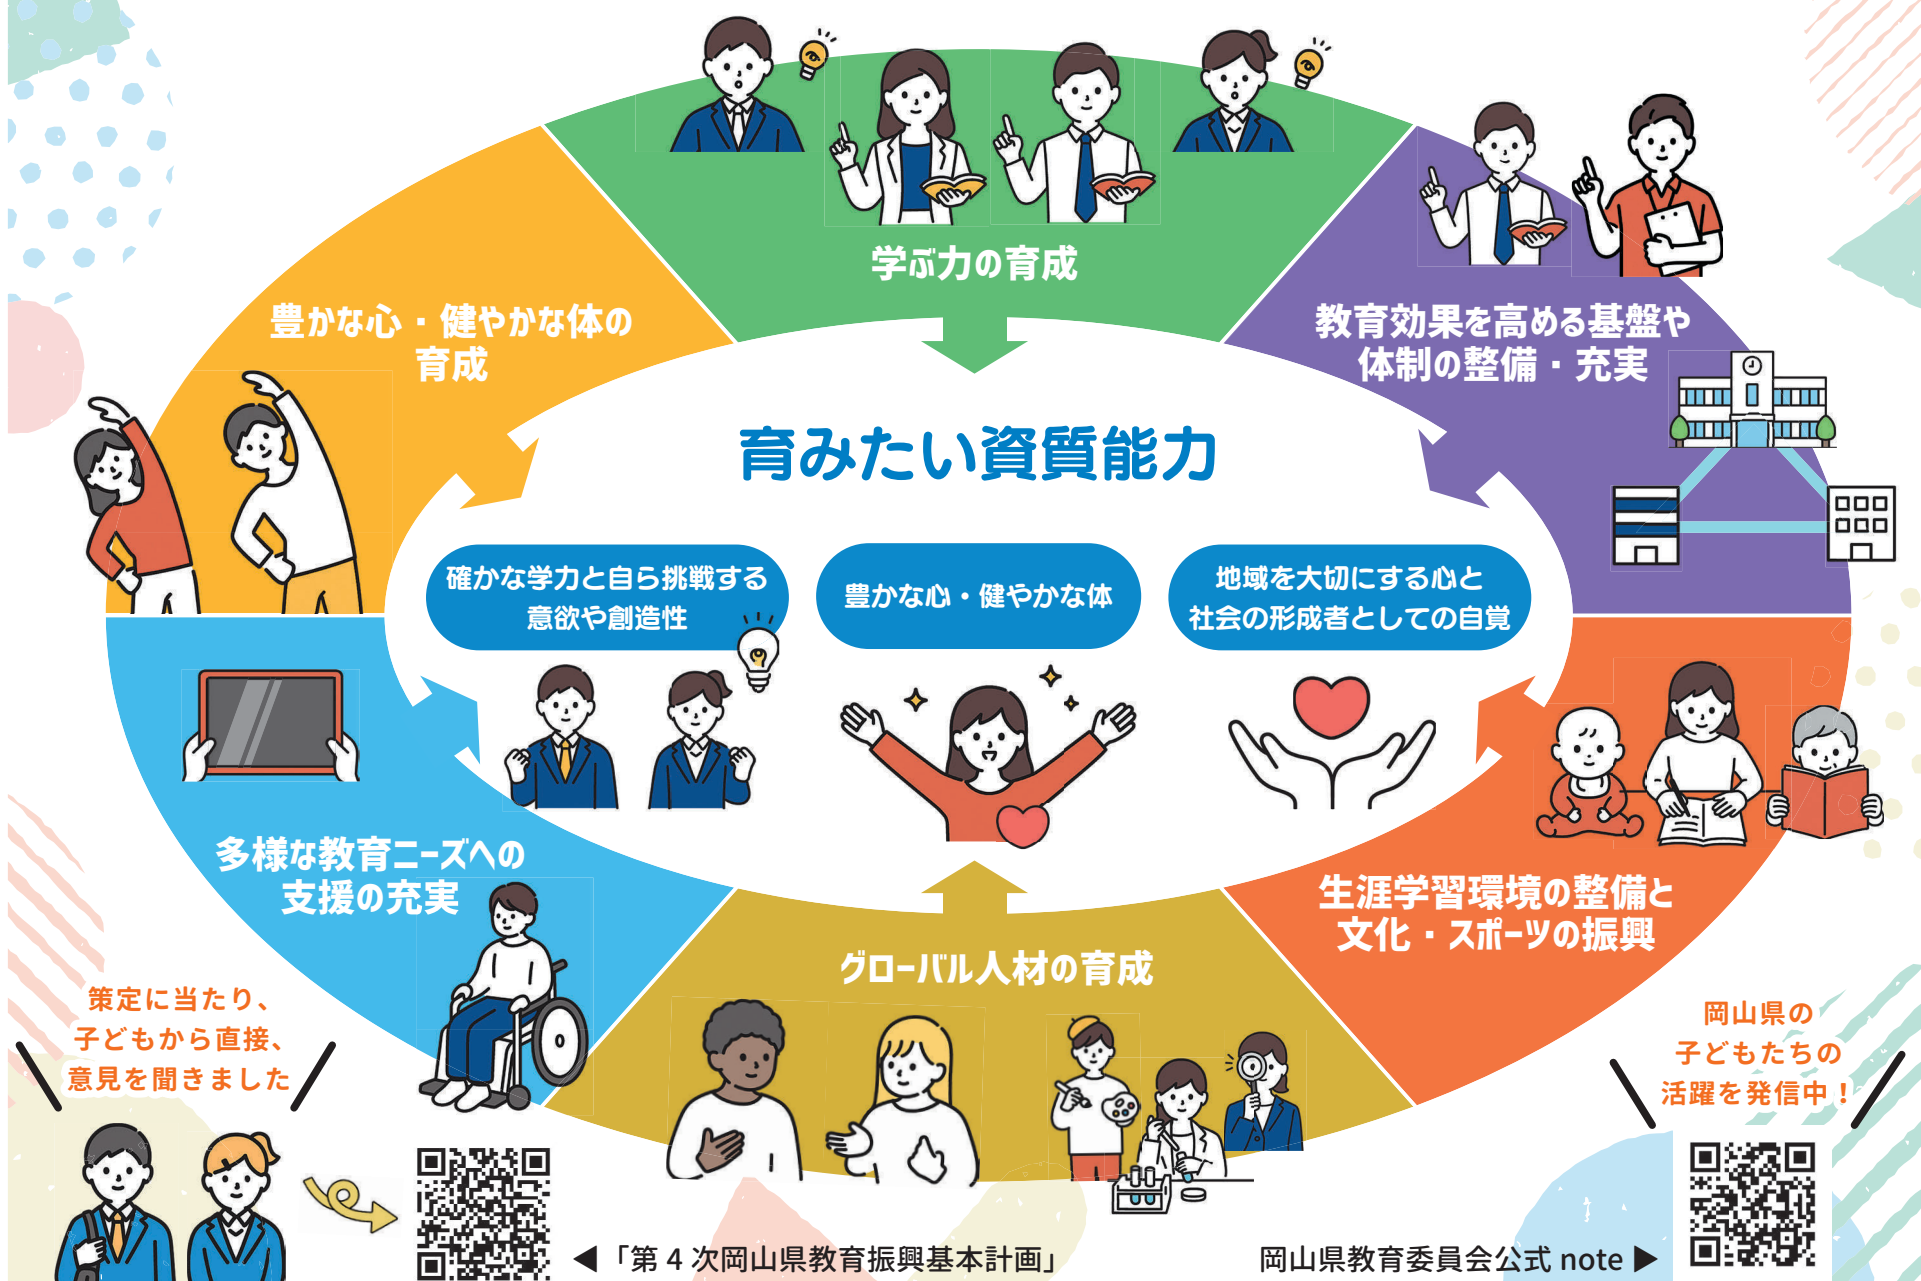 学ぶ力の育成
豊かな心・健やかな体の
育成
教育効果を高める基盤や
体制の整備・充実
育みたい資質能力
確かな学力と自ら挑戦する
意欲や創造性
豊かな心・健やかな体
地域を大切にする心と
社会の形成者としての自覚
多様な教育ニーズへの
支援の充実
生涯学習環境の整備と
文化・スポーツの振興
グローバル人材の育成
策定に当たり、
子どもから直接、
意見を聞きました
岡山県の
子どもたちの
活躍を発信中！
◀「第４次岡山県教育振興基本計画」
岡山県教育委員会公式 note ▶